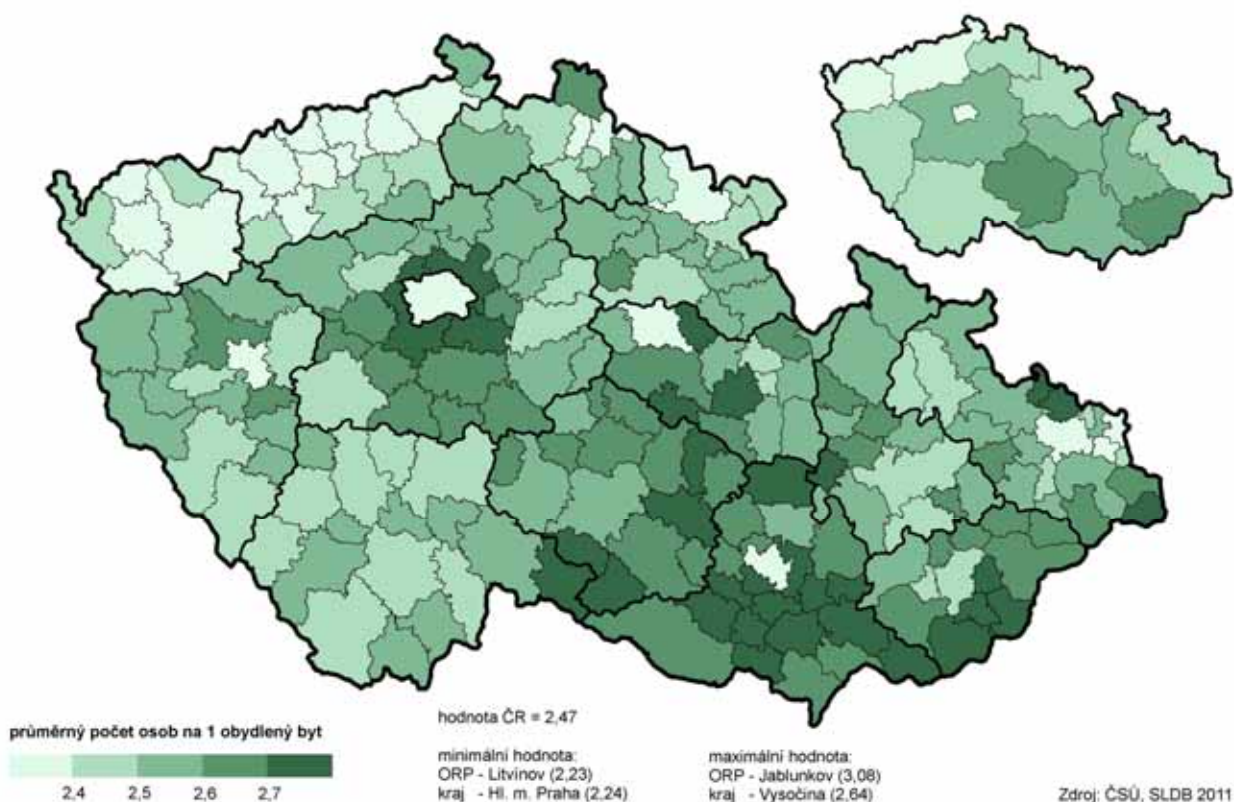 hodnota ČR = 2,47
průměrný počet osob na 1 obydlený byt
2,4 2,5 2,6 2,7
minimální hodnota:
ORP - Litvínov (2,23)
kraj - Hl. m. Praha (2,24)
maximální hodnota:
ORP - Jablunkov (3,08)
kraj - Vysočina (2,64)
Zdroj: ČSÚ, SLDB 2011